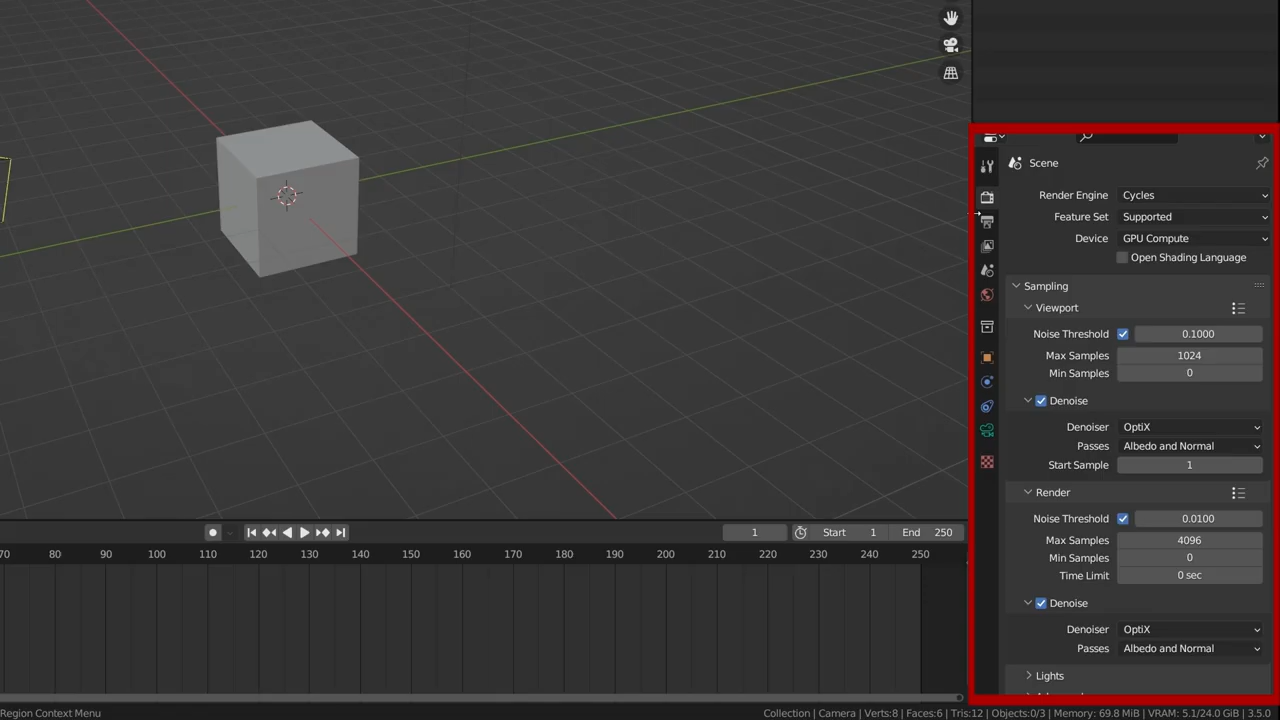 Scene
Render Engine Cycles
Feature Set Supported
Device GPU Compute
Open Shading Language
Sampling
Viewport
Noise Threshold 0.1000
Max Samples 1024
Min Samples 0
Denoise
Denoiser OptiX
Passes Albedo and Normal
Start Sample 1
Render
Noise Threshold 0.0100
Max Samples 4096
Min Samples 0
Time Limit 0 sec
Denoise
Denoiser OptiX
Passes Albedo and Normal
Lights
1 Start 1 End 250
70 80 90 100 110 120 130 140 150 160 170 180 190 200 210 220 230 240 250
Region Context Menu
Collection | Camera | Verts:8 | Faces:6 | Tris:12 | Objects:0/3 | Memory: 69.8 MiB | VRAM: 5.1/24.0 GiB | 3.5.0